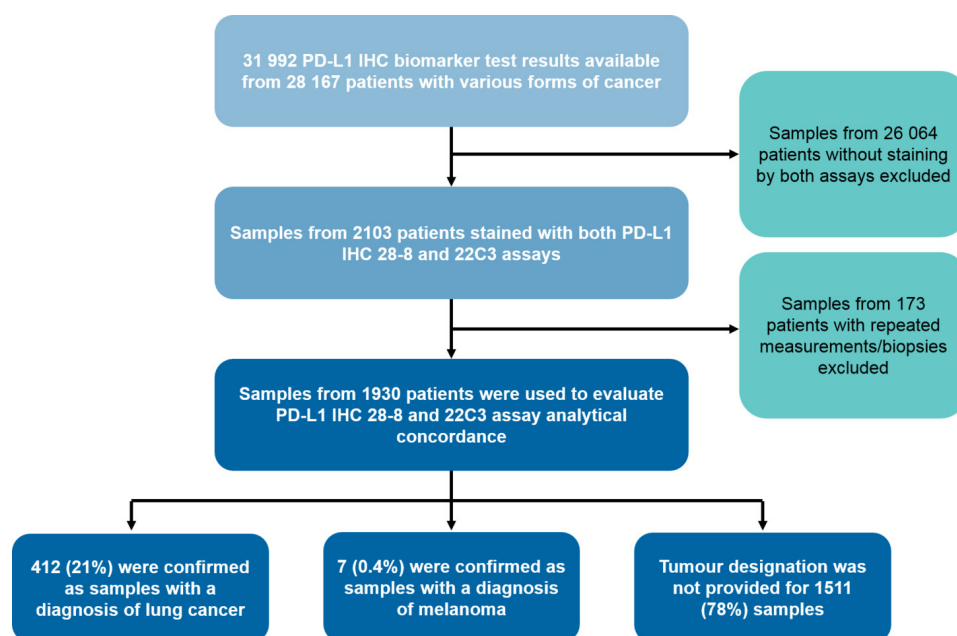 31 992 PD-L1 IHC biomarker test results available
from 28 167 patients with various forms of cancer
Samples from 26 064
patients without staining
by both assays excluded
Samples from 2103 patients stained with both PD-L1
IHC 28-8 and 22C3 assays
Samples from 173
patients with repeated
measurements/biopsies
excluded
Samples from 1930 patients were used to evaluate
PD-L1 IHC 28-8 and 22C3 assay analytical
concordance
412 (21%) were confirmed
as samples with a
diagnosis of lung cancer
7 (0.4%) were confirmed as
samples with a diagnosis
of melanoma
Tumour designation was
not provided for 1511
(78%) samples